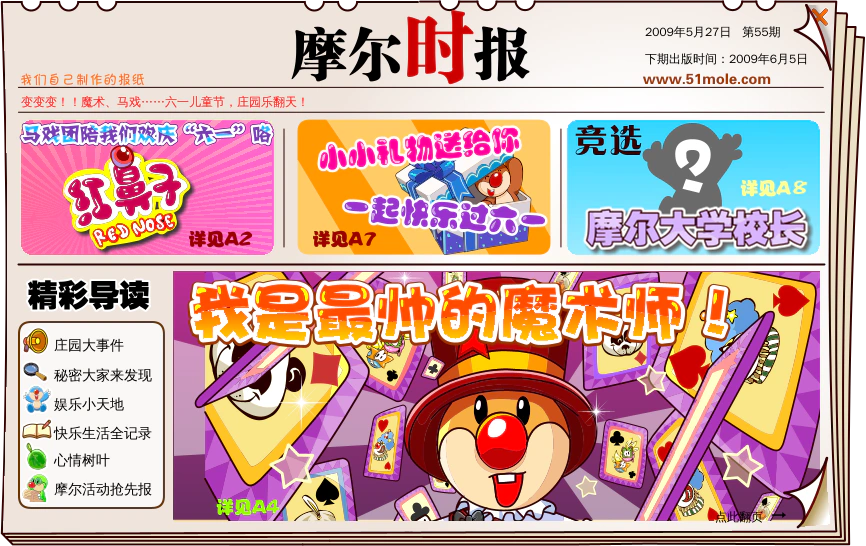 摩尔时报
2009年5月27日 第55期
下期出版时间：2009年6月5日
www.51mole.com
我们自己制作的报纸
变变变！！魔术、马戏……六一儿童节，庄园乐翻天！
马戏团陪我们欢庆“六一”咯
红鼻子
RED NOSE
详见A2
小小礼物送给你
一起快乐过六一
详见A7
竞选
?
详见A8
摩尔大学校长
精彩导读
庄园大事件
秘密大家来发现
娱乐小天地
快乐生活全记录
心情树叶
摩尔活动抢先报
我是最帅的魔术师！
详见A4
点此翻页